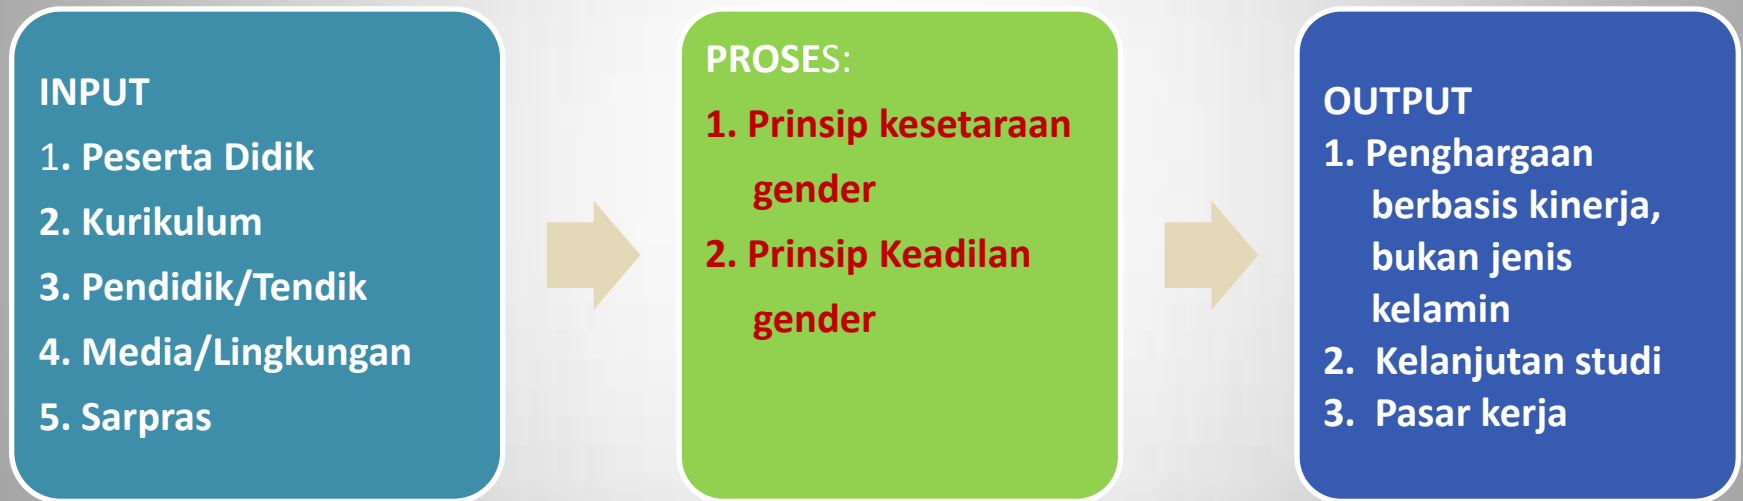 INPUT
1. Peserta Didik
2. Kurikulum
3. Pendidik/Tendik
4. Media/Lingkungan
5. Sarpras
PROSES:
1. Prinsip kesetaraan
gender
2. Prinsip Keadilan
gender
OUTPUT
1. Penghargaan
berbasis kinerja,
bukan jenis
kelamin
2. Kelanjutan studi
3. Pasar kerja